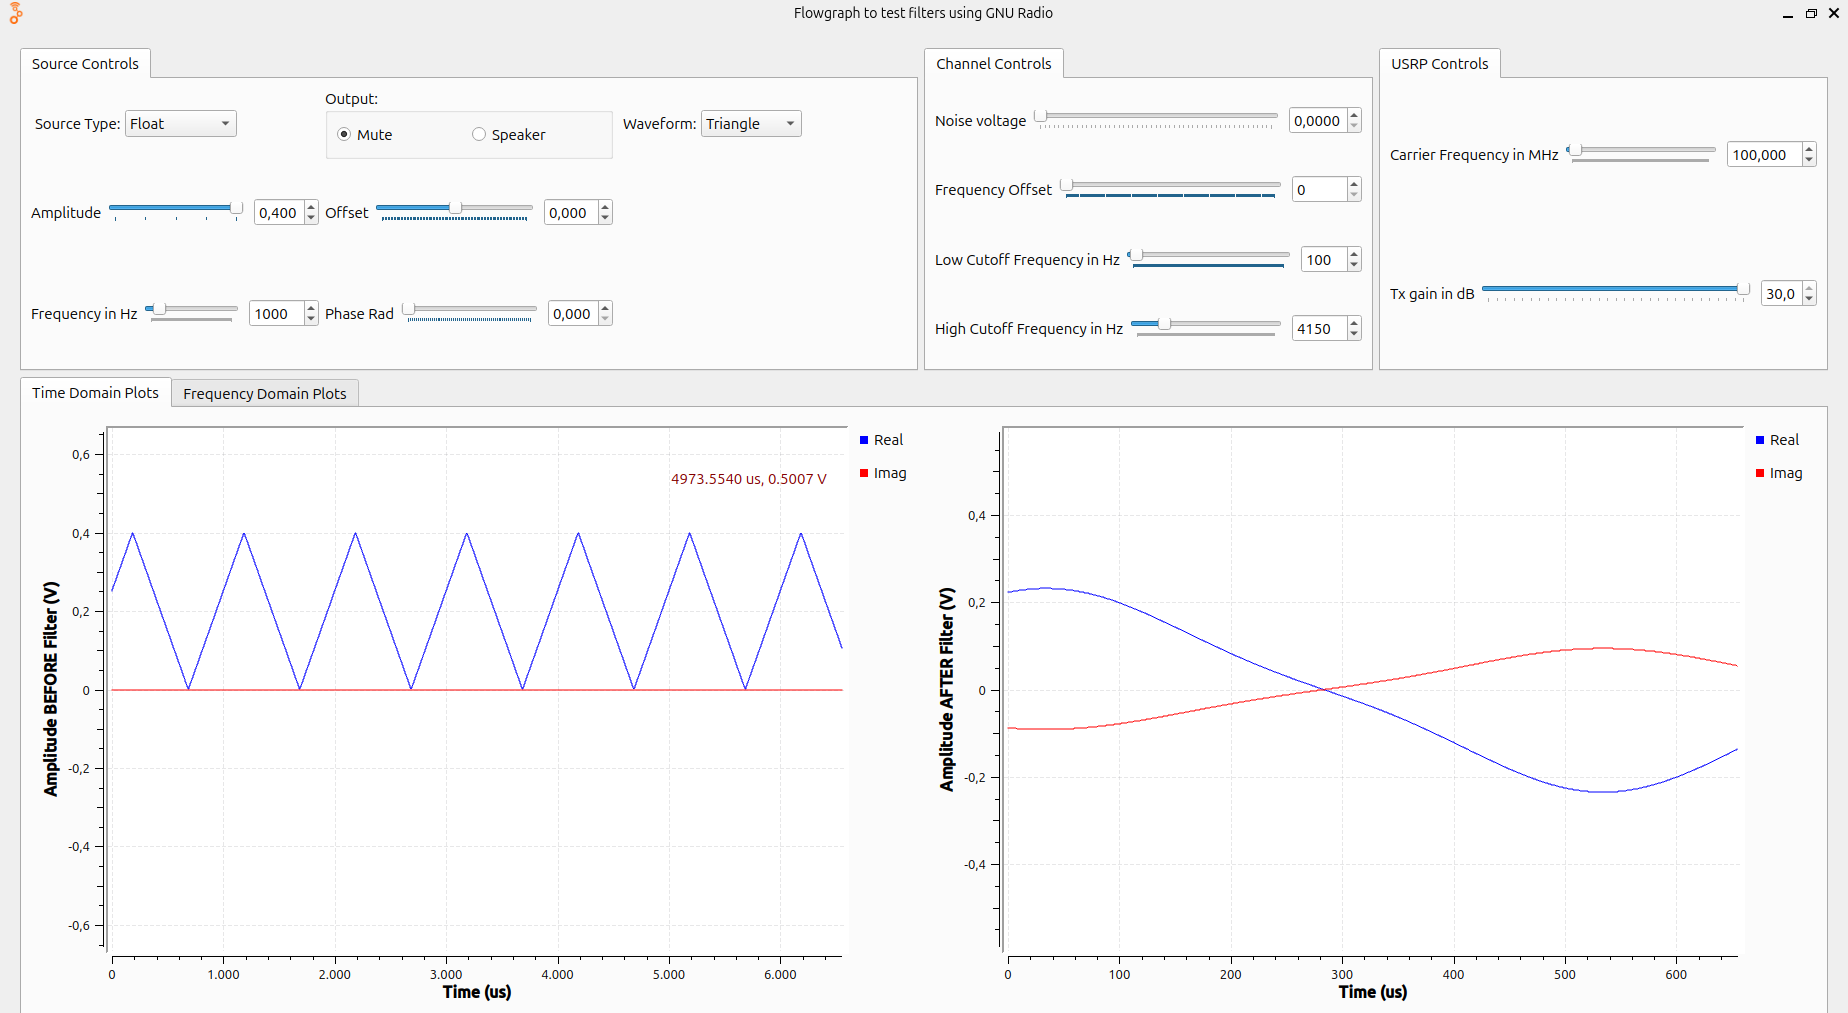 Flowgraph to test filters using GNU Radio
Source Controls
Source Type: Float
Output:
Mute
Speaker
Waveform: Triangle
Amplitude 0,400
Offset 0,000
Frequency in Hz 1000
Phase Rad 0,000
Channel Controls
Noise voltage 0,0000
Frequency Offset 0
Low Cutoff Frequency in Hz 100
High Cutoff Frequency in Hz 4150
USRP Controls
Carrier Frequency in MHz 100,000
Tx gain in dB 30,0
Time Domain Plots
Frequency Domain Plots
Amplitude BEFORE Filter (V)
0,6
0,4
0,2
0
-0,2
-0,4
-0,6
4973.5540 us, 0.5007 V
Real
Imag
0 1.000 2.000 3.000 4.000 5.000 6.000
Time (us)
Amplitude AFTER Filter (V)
0,4
0,2
0
-0,2
-0,4
Real
Imag
0 100 200 300 400 500 600
Time (us)